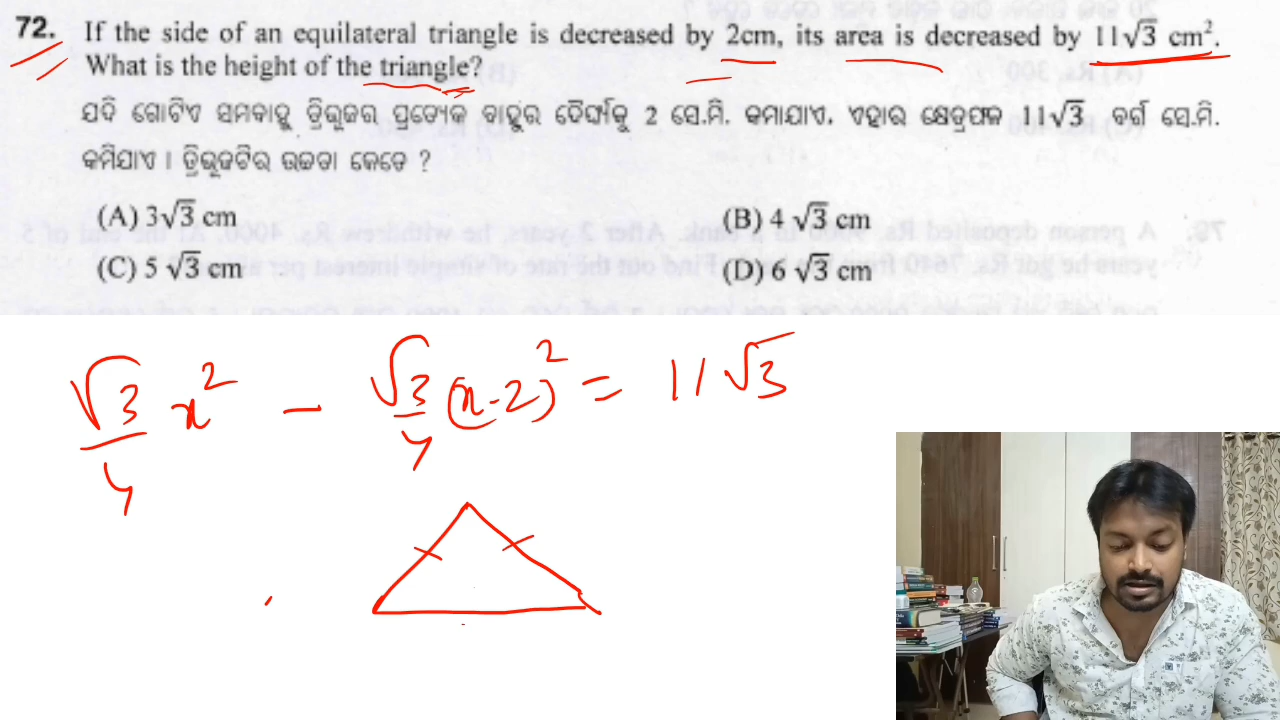 72. If the side of an equilateral triangle is decreased by 2cm, its area is decreased by 11√3 cm².
What is the height of the triangle?
ଯଦି ଗୋଟିଏ ସମବାହୁ ତ୍ରିଭୁଜର ପ୍ରତ୍ୟେକ ବାହୁର ଦୈର୍ଘ୍ୟକୁ 2 ସେ.ମି. କମାଯାଏ, ଏହାର କ୍ଷେତ୍ରଫଳ 11√3 ବର୍ଗ ସେ.ମି.
କମିଯାଏ । ତ୍ରିଭୁଜଟିର ଉଚ୍ଚତା କେତେ ?
(A) 3√3 cm (B) 4 √3 cm
(C) 5 √3 cm (D) 6 √3 cm
√3/4 x² - √3/4 (x-2)² = 11√3